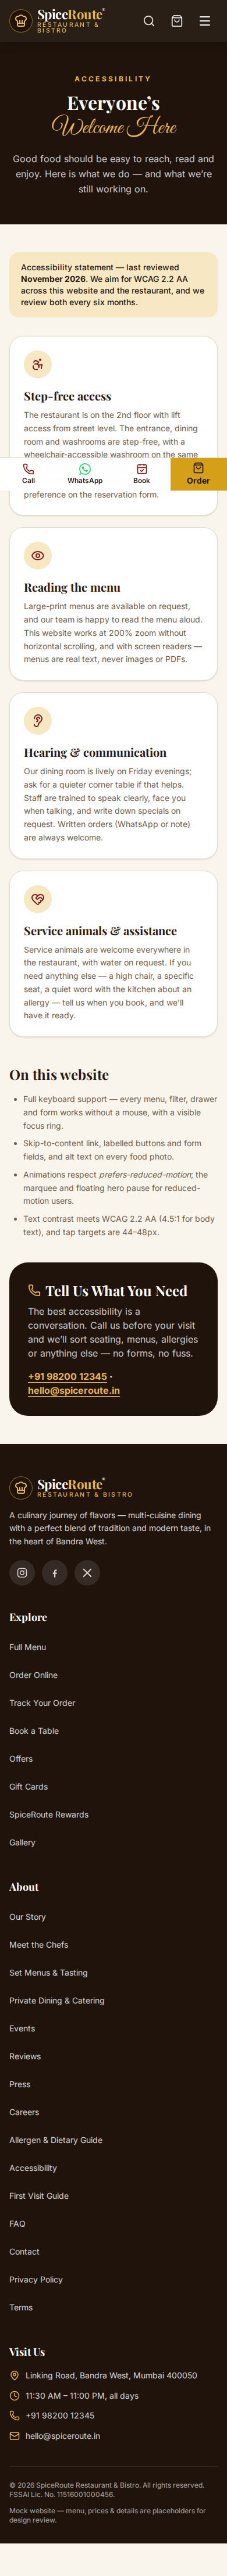 SpiceRoute®
RESTAURANT &
BISTRO
ACCESSIBILITY
Everyone's
Welcome Here
Good food should be easy to reach, read and
enjoy. Here is what we do — and what we're
still working on.
Accessibility statement — last reviewed
November 2026. We aim for WCAG 2.2 AA
across this website and the restaurant, and we
review both every six months.
Step-free access
The restaurant is on the 2nd floor with lift
access from street level. The entrance, dining
room and washrooms are step-free, with a
wheelchair-accessible washroom on the same
Call
WhatsApp
Book
Order
preference on the reservation form.
Reading the menu
Large-print menus are available on request,
and our team is happy to read the menu aloud.
This website works at 200% zoom without
horizontal scrolling, and with screen readers —
menus are real text, never images or PDFs.
Hearing & communication
Our dining room is lively on Friday evenings;
ask for a quieter corner table if that helps.
Staff are trained to speak clearly, face you
when talking, and write down specials on
request. Written orders (WhatsApp or note)
are always welcome.
Service animals & assistance
Service animals are welcome everywhere in
the restaurant, with water on request. If you
need anything else — a high chair, a specific
seat, a quiet word with the kitchen about an
allergy — tell us when you book, and we'll
have it ready.
On this website
• Full keyboard support — every menu, filter, drawer
and form works without a mouse, with a visible
focus ring.
• Skip-to-content link, labelled buttons and form
fields, and alt text on every food photo.
• Animations respect prefers-reduced-motion; the
marquee and floating hero pause for reduced-
motion users.
• Text contrast meets WCAG 2.2 AA (4.5:1 for body
text), and tap targets are 44–48px.
Tell Us What You Need
The best accessibility is a
conversation. Call us before your visit
and we'll sort seating, menus, allergies
or anything else — no forms, no fuss.
+91 98200 12345 ·
hello@spiceroute.in
SpiceRoute®
RESTAURANT & BISTRO
A culinary journey of flavors — multi-cuisine dining
with a perfect blend of tradition and modern taste, in
the heart of Bandra West.
Explore
Full Menu
Order Online
Track Your Order
Book a Table
Offers
Gift Cards
SpiceRoute Rewards
Gallery
About
Our Story
Meet the Chefs
Set Menus & Tasting
Private Dining & Catering
Events
Reviews
Press
Careers
Allergen & Dietary Guide
Accessibility
First Visit Guide
FAQ
Contact
Privacy Policy
Terms
Visit Us
Linking Road, Bandra West, Mumbai 400050
11:30 AM – 11:00 PM, all days
+91 98200 12345
hello@spiceroute.in
© 2026 SpiceRoute Restaurant & Bistro. All rights reserved.
FSSAI Lic. No. 11516001000456.
Mock website — menu, prices & details are placeholders for
design review.